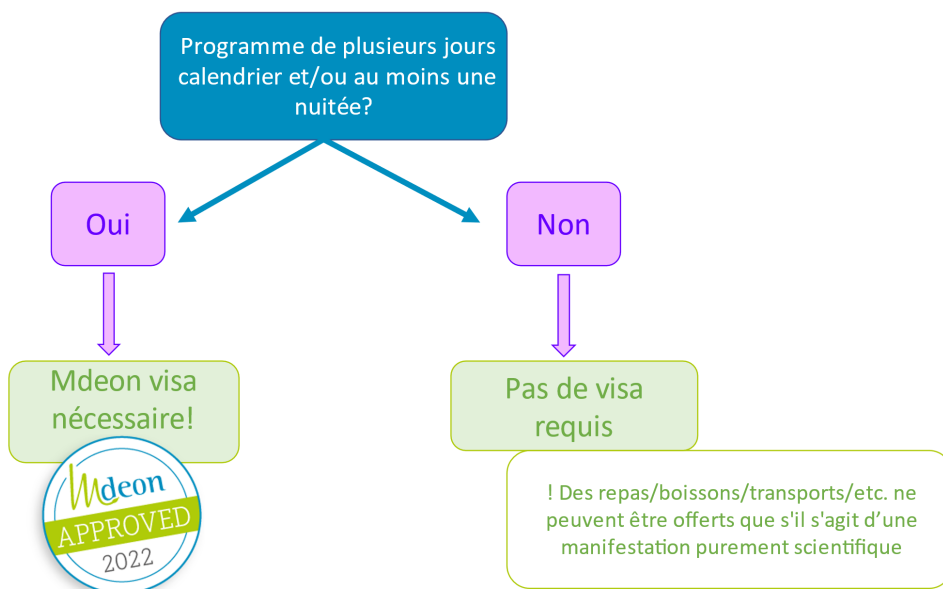 Programme de plusieurs jours
calendrier et/ou au moins une
nuitée?
Oui
Non
Mdeon visa
nécessaire!
Pas de visa
requis
Mdeon
APPROVED
2022
! Des repas/boissons/transports/etc. ne
peuvent être offerts que s'il s'agit d’une
manifestation purement scientifique